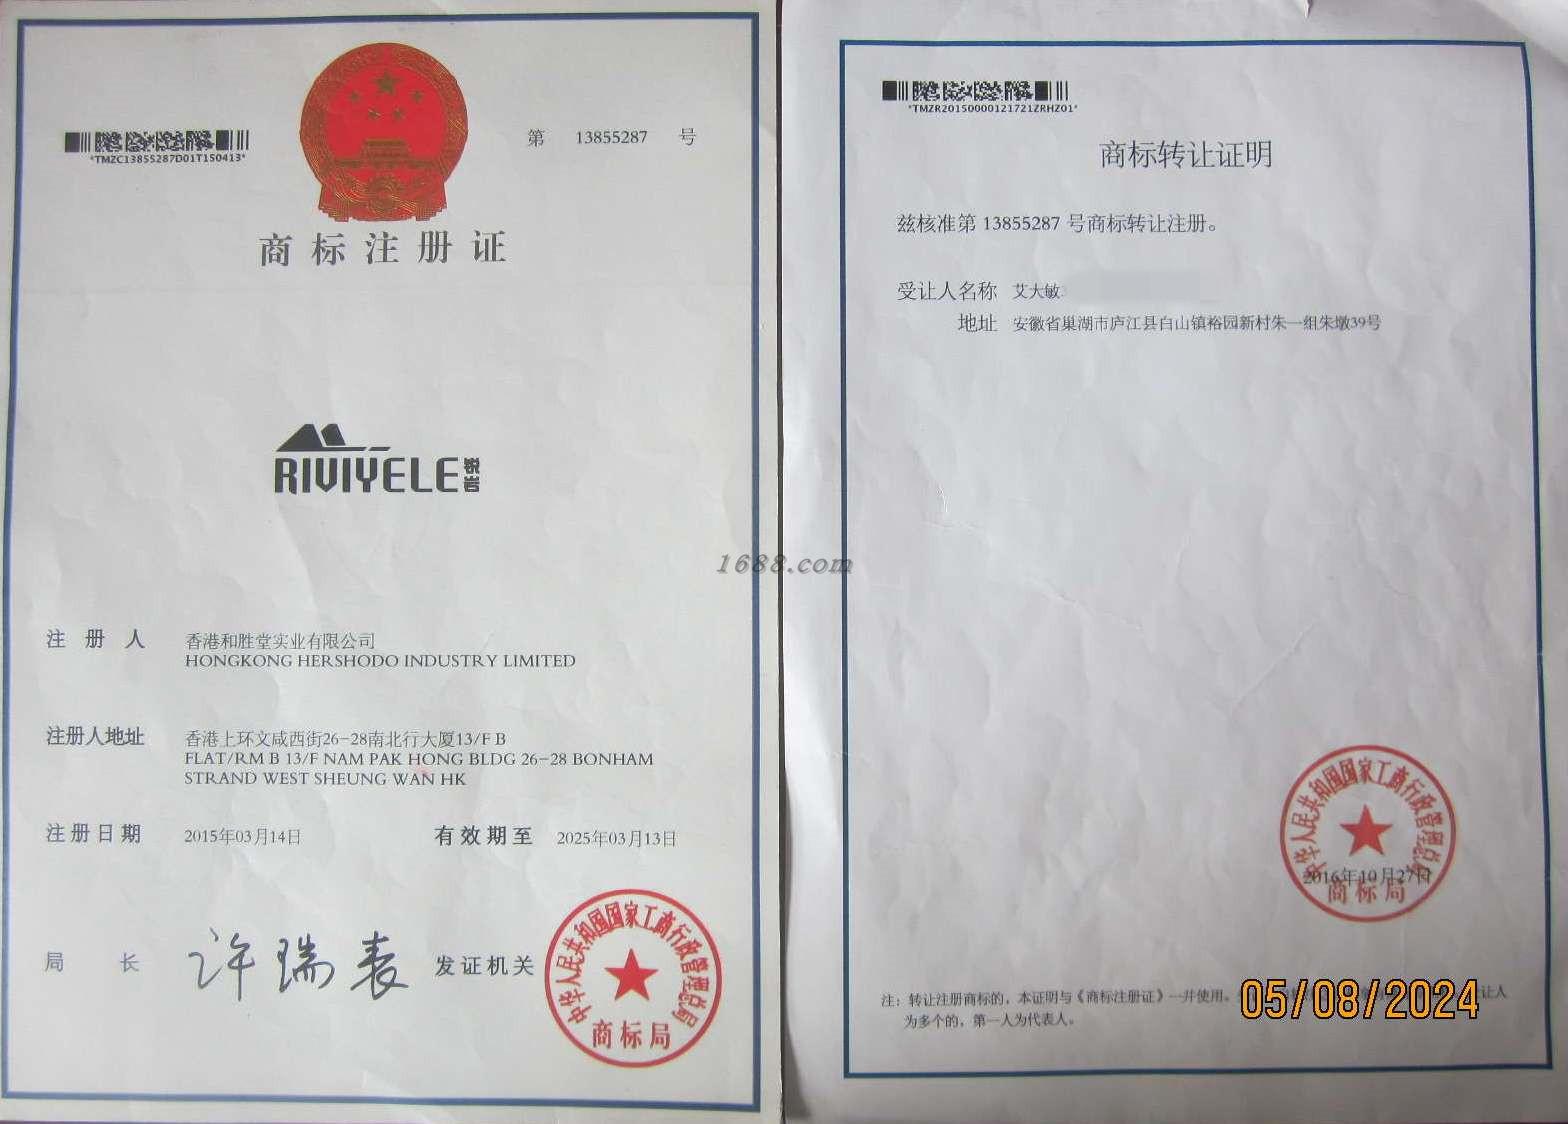 *TMZC13855287D01T150413*
第 13855287 号
商标注册证
RIVIYELE
注册人 香港和胜堂实业有限公司
HONGKONG HERSHODO INDUSTRY LIMITED
注册人地址 香港上环文咸西街26-28南北行大厦13/F B
FLAT/RM B 13/F NAM PAK HONG BLDG 26-28 BONHAM
STRAND WEST SHEUNG WAN HK
注册日期 2015年03月14日 有效期至 2025年03月13日
局长 许瑞表 发证机关
中华人民共和国国家工商行政管理总局
商标局
1688.com
*TMZR20150000121721ZRHZ01*
商标转让证明
兹核准第 13855287 号商标转让注册。
受让人名称 艾大敏
地址 安徽省巢湖市庐江县白山镇裕园新村朱一组朱墩39号
中华人民共和国国家工商行政管理总局
2016年10月27日
商标局
注：转让注册商标的，本证明与《商标注册证》一并使用。
让人
为多个的，第一人为代表人。
05/08/2024